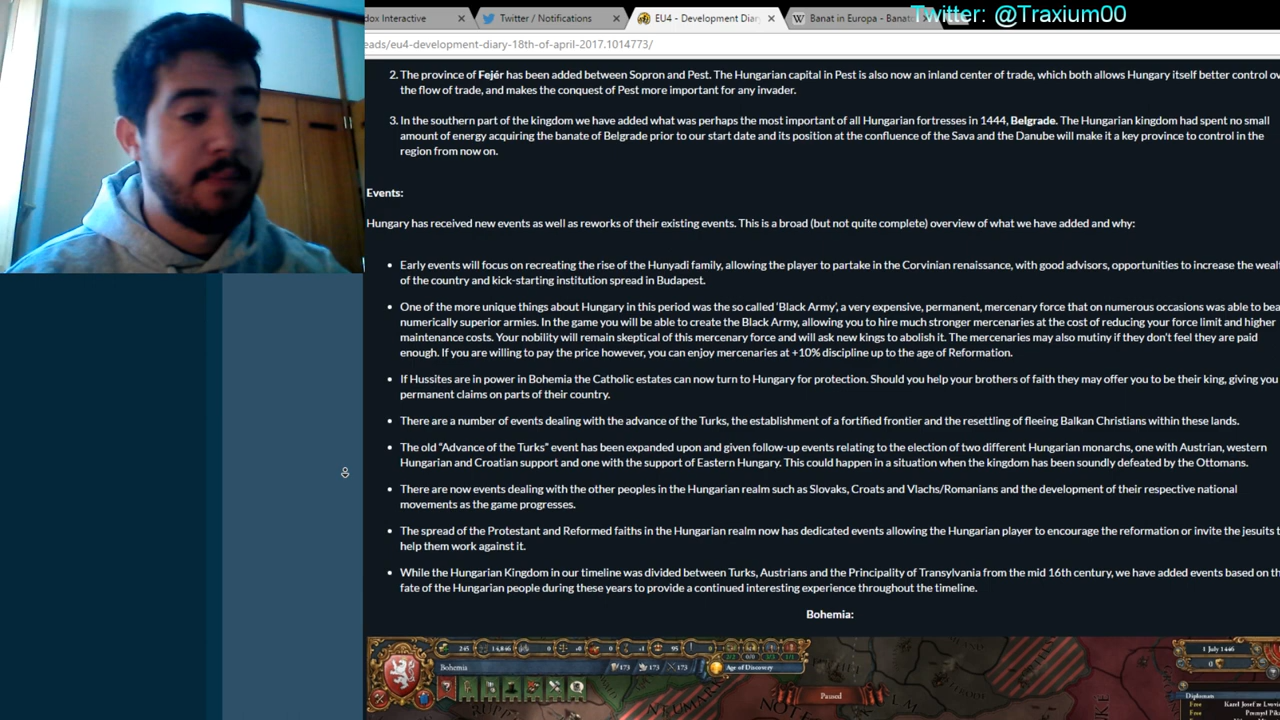 dox Interactive
Twitter / Notifications
EU4 - Development Diar
Banat in Europa - Banat
Twitter: @Traxium00
eads/eu4-development-diary-18th-of-april-2017.1014773/
2. The province of Fejér has been added between Sopron and Pest. The Hungarian capital in Pest is also now an inland center of trade, which both allows Hungary itself better control ov
the flow of trade, and makes the conquest of Pest more important for any invader.
3. In the southern part of the kingdom we have added what was perhaps the most important of all Hungarian fortresses in 1444, Belgrade. The Hungarian kingdom had spent no small
amount of energy acquiring the banate of Belgrade prior to our start date and its position at the confluence of the Sava and the Danube will make it a key province to control in the
region from now on.
Events:
Hungary has received new events as well as reworks of their existing events. This is a broad (but not quite complete) overview of what we have added and why:
• Early events will focus on recreating the rise of the Hunyadi family, allowing the player to partake in the Corvinian renaissance, with good advisors, opportunities to increase the weal
of the country and kick-starting institution spread in Budapest.
• One of the more unique things about Hungary in this period was the so called 'Black Army', a very expensive, permanent, mercenary force that on numerous occasions was able to bea
numerically superior armies. In the game you will be able to create the Black Army, allowing you to hire much stronger mercenaries at the cost of reducing your force limit and higher
maintenance costs. Your nobility will remain skeptical of this mercenary force and will ask new kings to abolish it. The mercenaries may also mutiny if they don't feel they are paid
enough. If you are willing to pay the price however, you can enjoy mercenaries at +10% discipline up to the age of Reformation.
• If Hussites are in power in Bohemia the Catholic estates can now turn to Hungary for protection. Should you help your brothers of faith they may offer you to be their king, giving you
permanent claims on parts of their country.
• There are a number of events dealing with the advance of the Turks, the establishment of a fortified frontier and the resettling of fleeing Balkan Christians within these lands.
• The old "Advance of the Turks" event has been expanded upon and given follow-up events relating to the election of two different Hungarian monarchs, one with Austrian, western
Hungarian and Croatian support and one with the support of Eastern Hungary. This could happen in a situation when the kingdom has been soundly defeated by the Ottomans.
• There are now events dealing with the other peoples in the Hungarian realm such as Slovaks, Croats and Vlachs/Romanians and the development of their respective national
movements as the game progresses.
• The spread of the Protestant and Reformed faiths in the Hungarian realm now has dedicated events allowing the Hungarian player to encourage the reformation or invite the jesuits t
help them work against it.
• While the Hungarian Kingdom in our timeline was divided between Turks, Austrians and the Principality of Transylvania from the mid 16th century, we have added events based on th
fate of the Hungarian people during these years to provide a continued interesting experience throughout the timeline.
Bohemia:
245 14,846 0 +0 0 +1 95
1 July 1446
Bohemia 173 173 173 Age of Discovery
0
Paused
Diplomen
Free
Free
NEUMAR